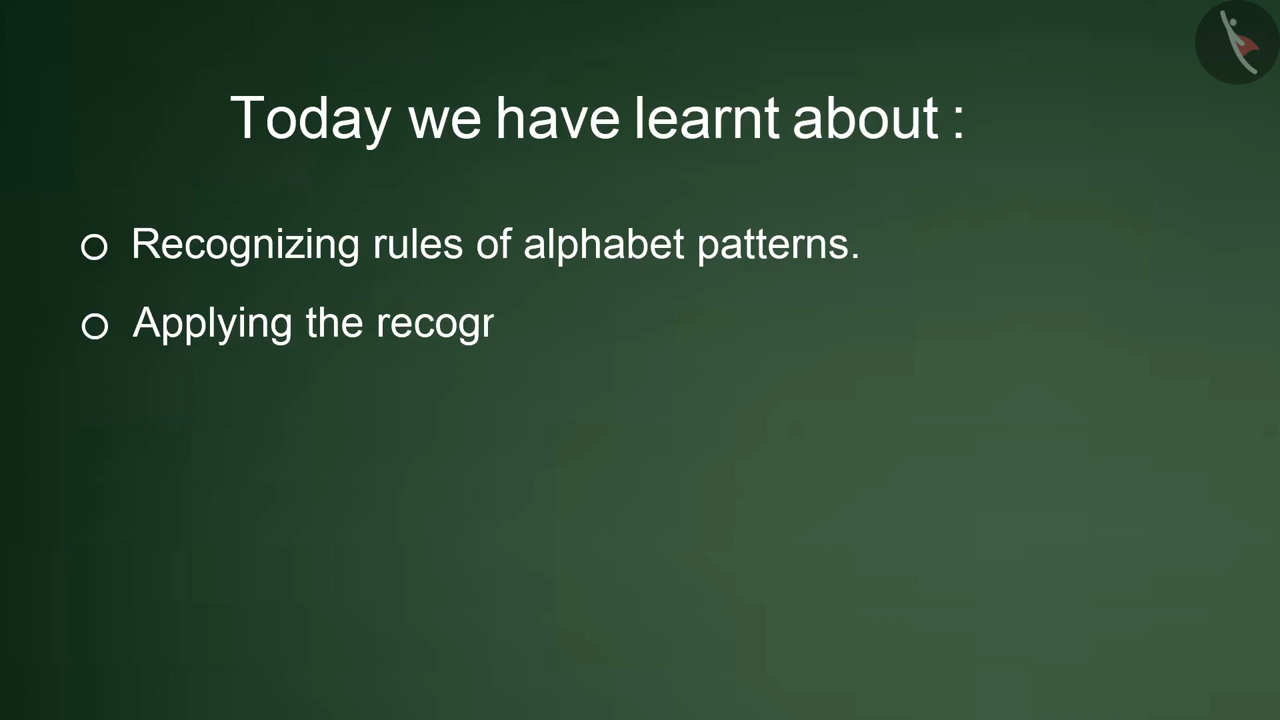 Today we have learnt about :
Recognizing rules of alphabet patterns.
Applying the recogr